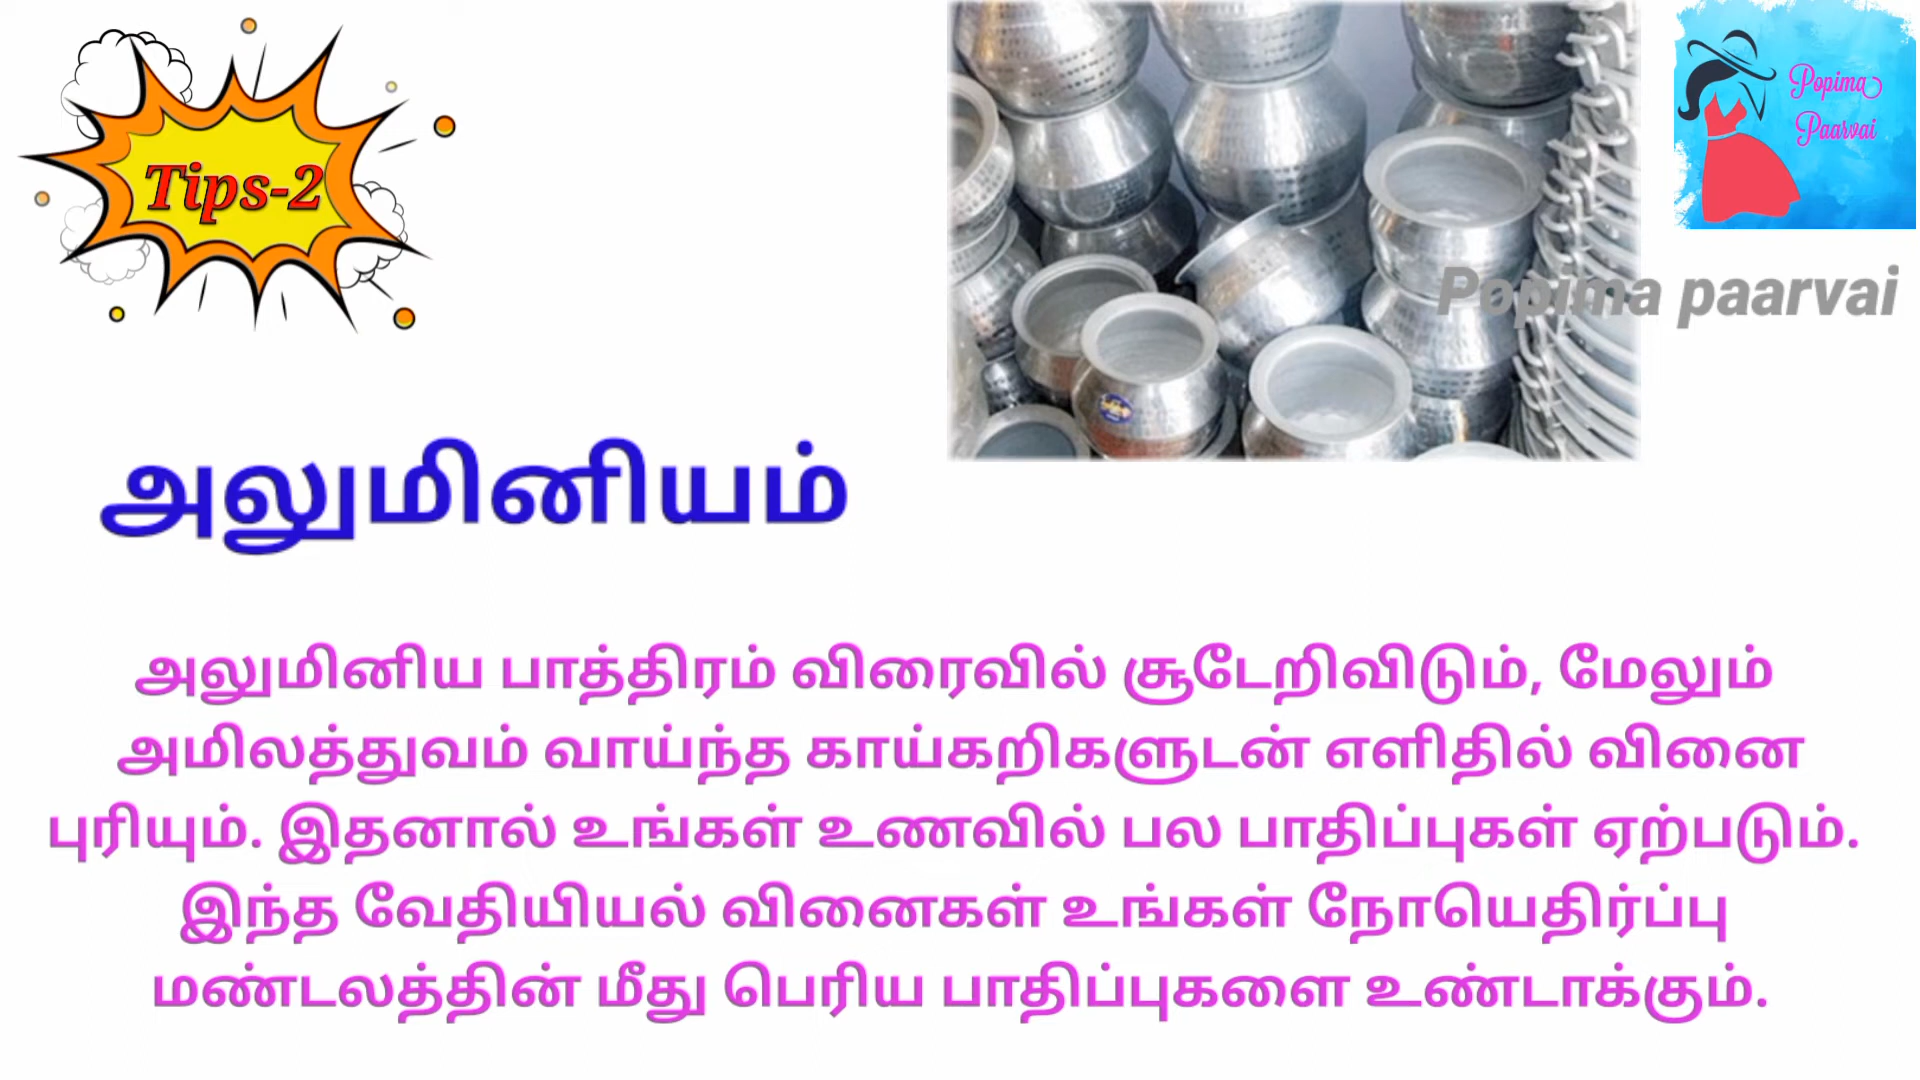 Tips-2
Popima
Paarvai
Popima paarvai
அலுமினியம்
அலுமினிய பாத்திரம் விரைவில் சூடேறிவிடும், மேலும்
அமிலத்துவம் வாய்ந்த காய்கறிகளுடன் எளிதில் வினை
புரியும். இதனால் உங்கள் உணவில் பல பாதிப்புகள் ஏற்படும்.
இந்த வேதியியல் வினைகள் உங்கள் நோயெதிர்ப்பு
மண்டலத்தின் மீது பெரிய பாதிப்புகளை உண்டாக்கும்.